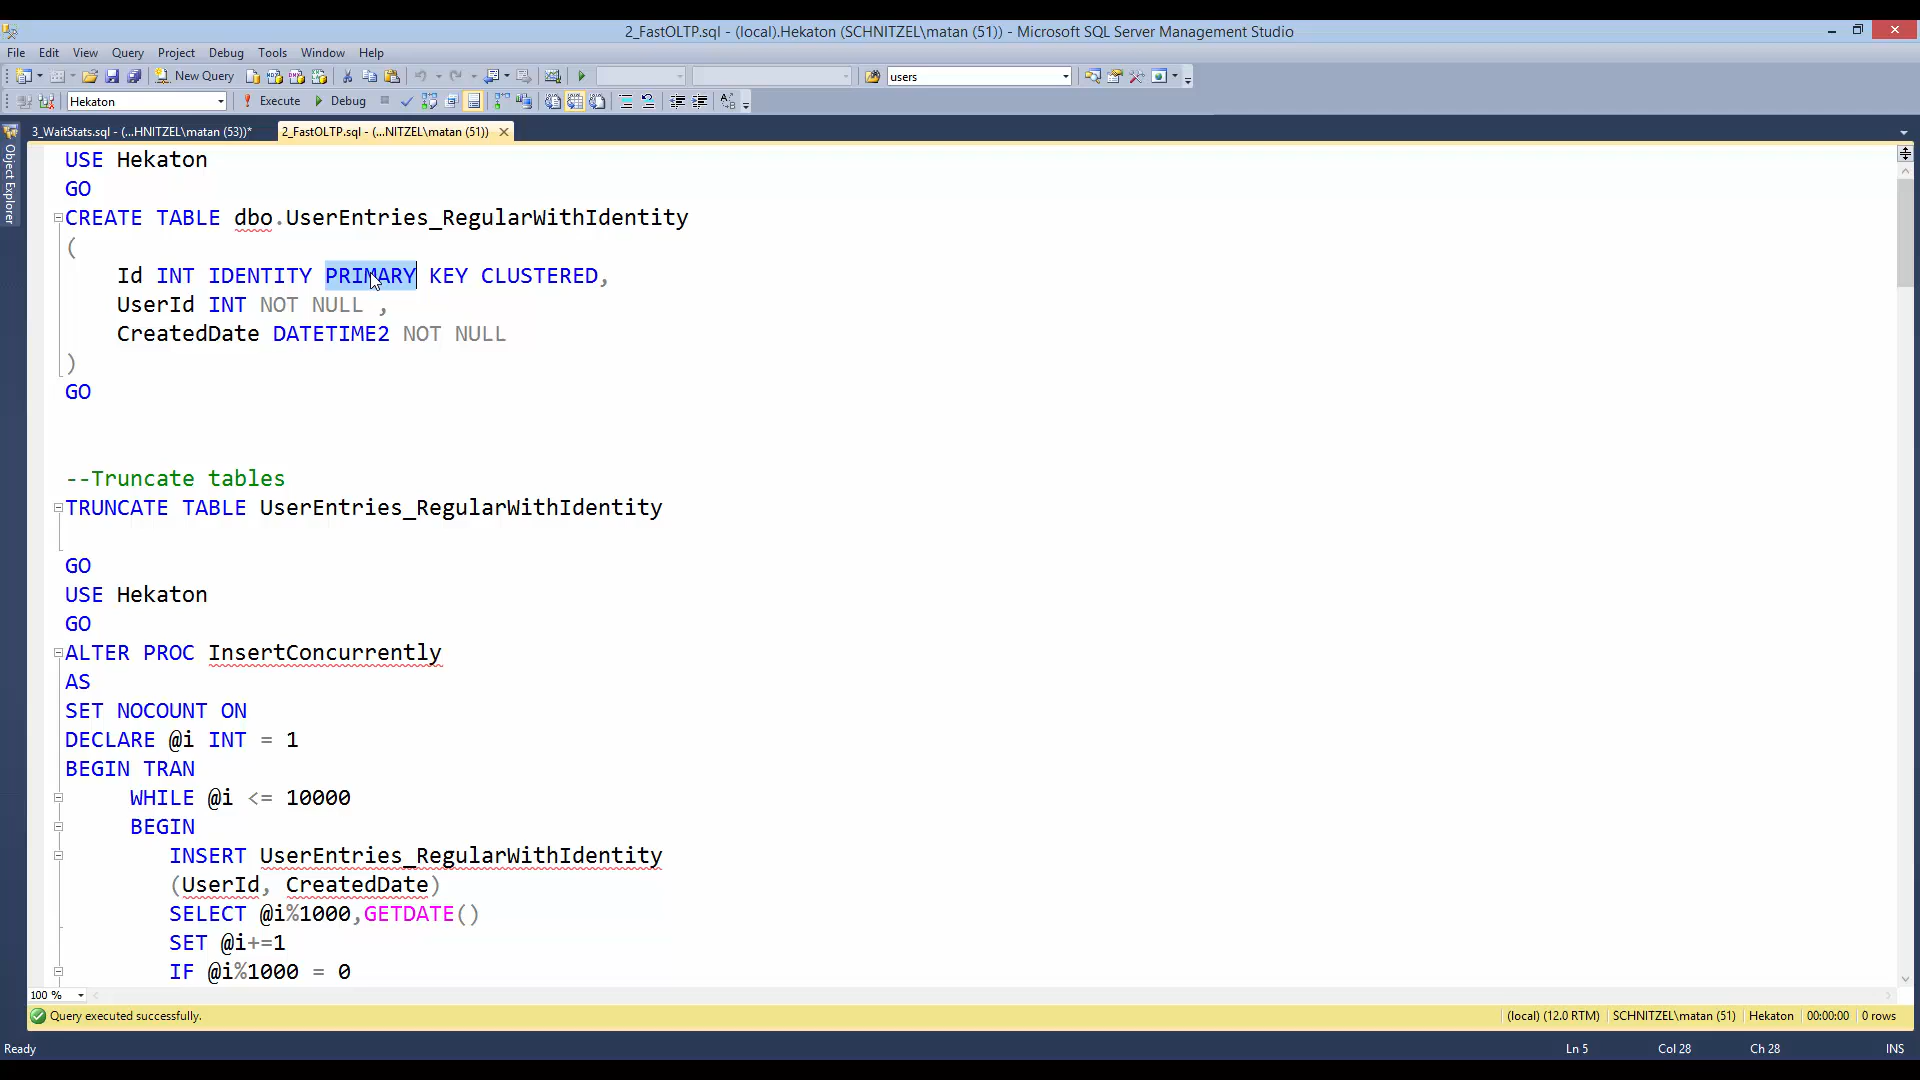 2_FastOLTP.sql - (local).Hekaton (SCHNITZEL\matan (51)) - Microsoft SQL Server Management Studio
File Edit View Query Project Debug Tools Window Help
New Query users
Hekaton Execute Debug
3_WaitStats.sql - (...HNITZEL\matan (53))* 2_FastOLTP.sql - (...NITZEL\matan (51))
Object Explorer
USE Hekaton
GO
CREATE TABLE dbo.UserEntries_RegularWithIdentity
(
Id INT IDENTITY PRIMARY KEY CLUSTERED,
UserId INT NOT NULL ,
CreatedDate DATETIME2 NOT NULL
)
GO
--Truncate tables
TRUNCATE TABLE UserEntries_RegularWithIdentity
GO
USE Hekaton
GO
ALTER PROC InsertConcurrently
AS
SET NOCOUNT ON
DECLARE @i INT = 1
BEGIN TRAN
WHILE @i <= 10000
BEGIN
INSERT UserEntries_RegularWithIdentity
(UserId, CreatedDate)
SELECT @i%1000,GETDATE()
SET @i+=1
IF @i%1000 = 0
100 %
Query executed successfully. (local) (12.0 RTM) SCHNITZEL\matan (51) Hekaton 00:00:00 0 rows
Ready Ln 5 Col 28 Ch 28 INS